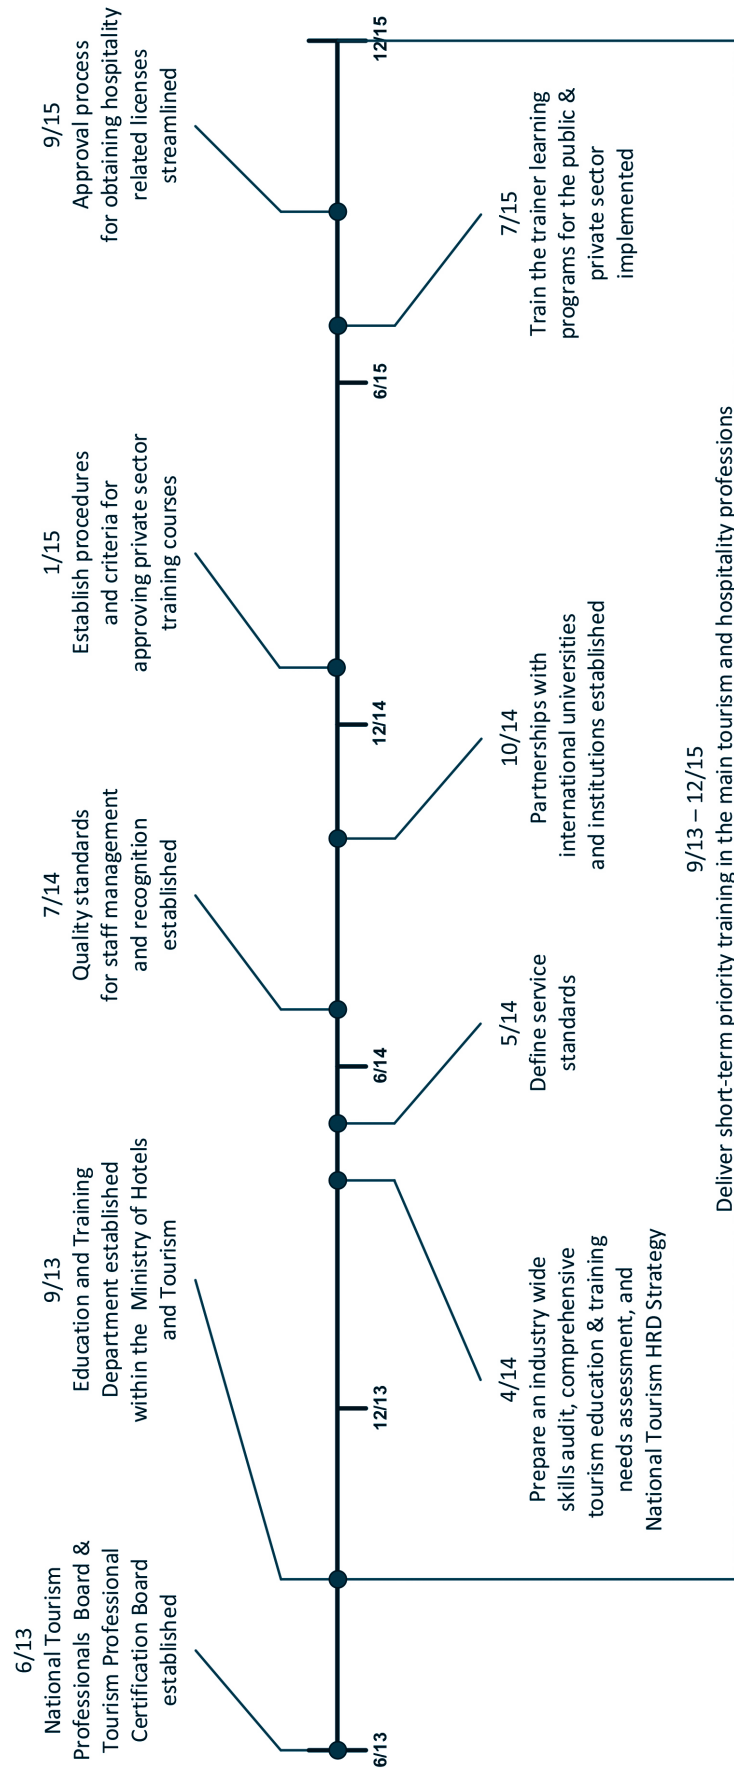 6/13
National Tourism
Professionals Board &
Tourism Professional
Certification Board
established
9/13
Education and Training
Department established
within the Ministry of Hotels
and Tourism
7/14
Quality standards
for staff management
and recognition
established
1/15
Establish procedures
and criteria for
approving private sector
training courses
9/15
Approval process
for obtaining hospitality
related licenses
streamlined
6/13
12/13
6/14
12/14
6/15
12/15
4/14
Prepare an industry wide
skills audit, comprehensive
tourism education & training
needs assessment, and
National Tourism HRD Strategy
5/14
Define service
standards
10/14
Partnerships with
international universities
and institutions established
7/15
Train the trainer learning
programs for the public &
private sector
implemented
9/13 – 12/15
Deliver short-term priority training in the main tourism and hospitality professions